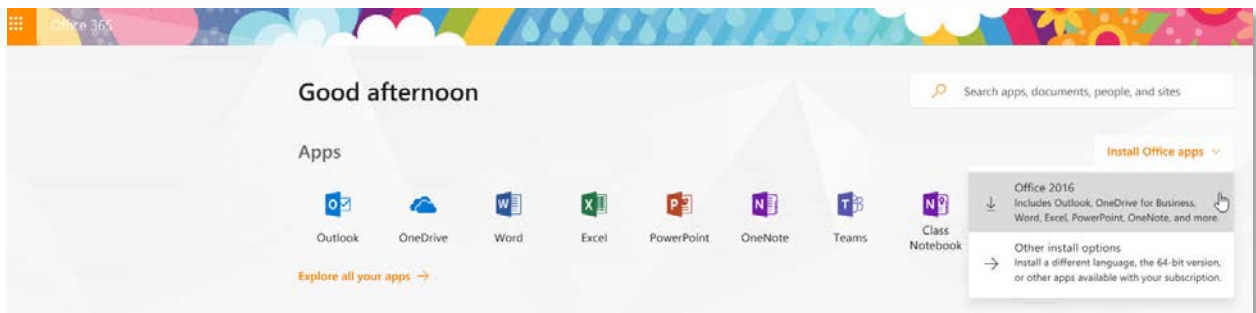 Office 365
Good afternoon
Search apps, documents, people, and sites
Apps
Install Office apps
Office 2016
Includes Outlook, OneDrive for Business,
Word, Excel, PowerPoint, OneNote, and more.
Outlook
OneDrive
Word
Excel
PowerPoint
OneNote
Teams
Class
Notebook
Other install options
Install a different language, the 64-bit version,
or other apps available with your subscription.
Explore all your apps →